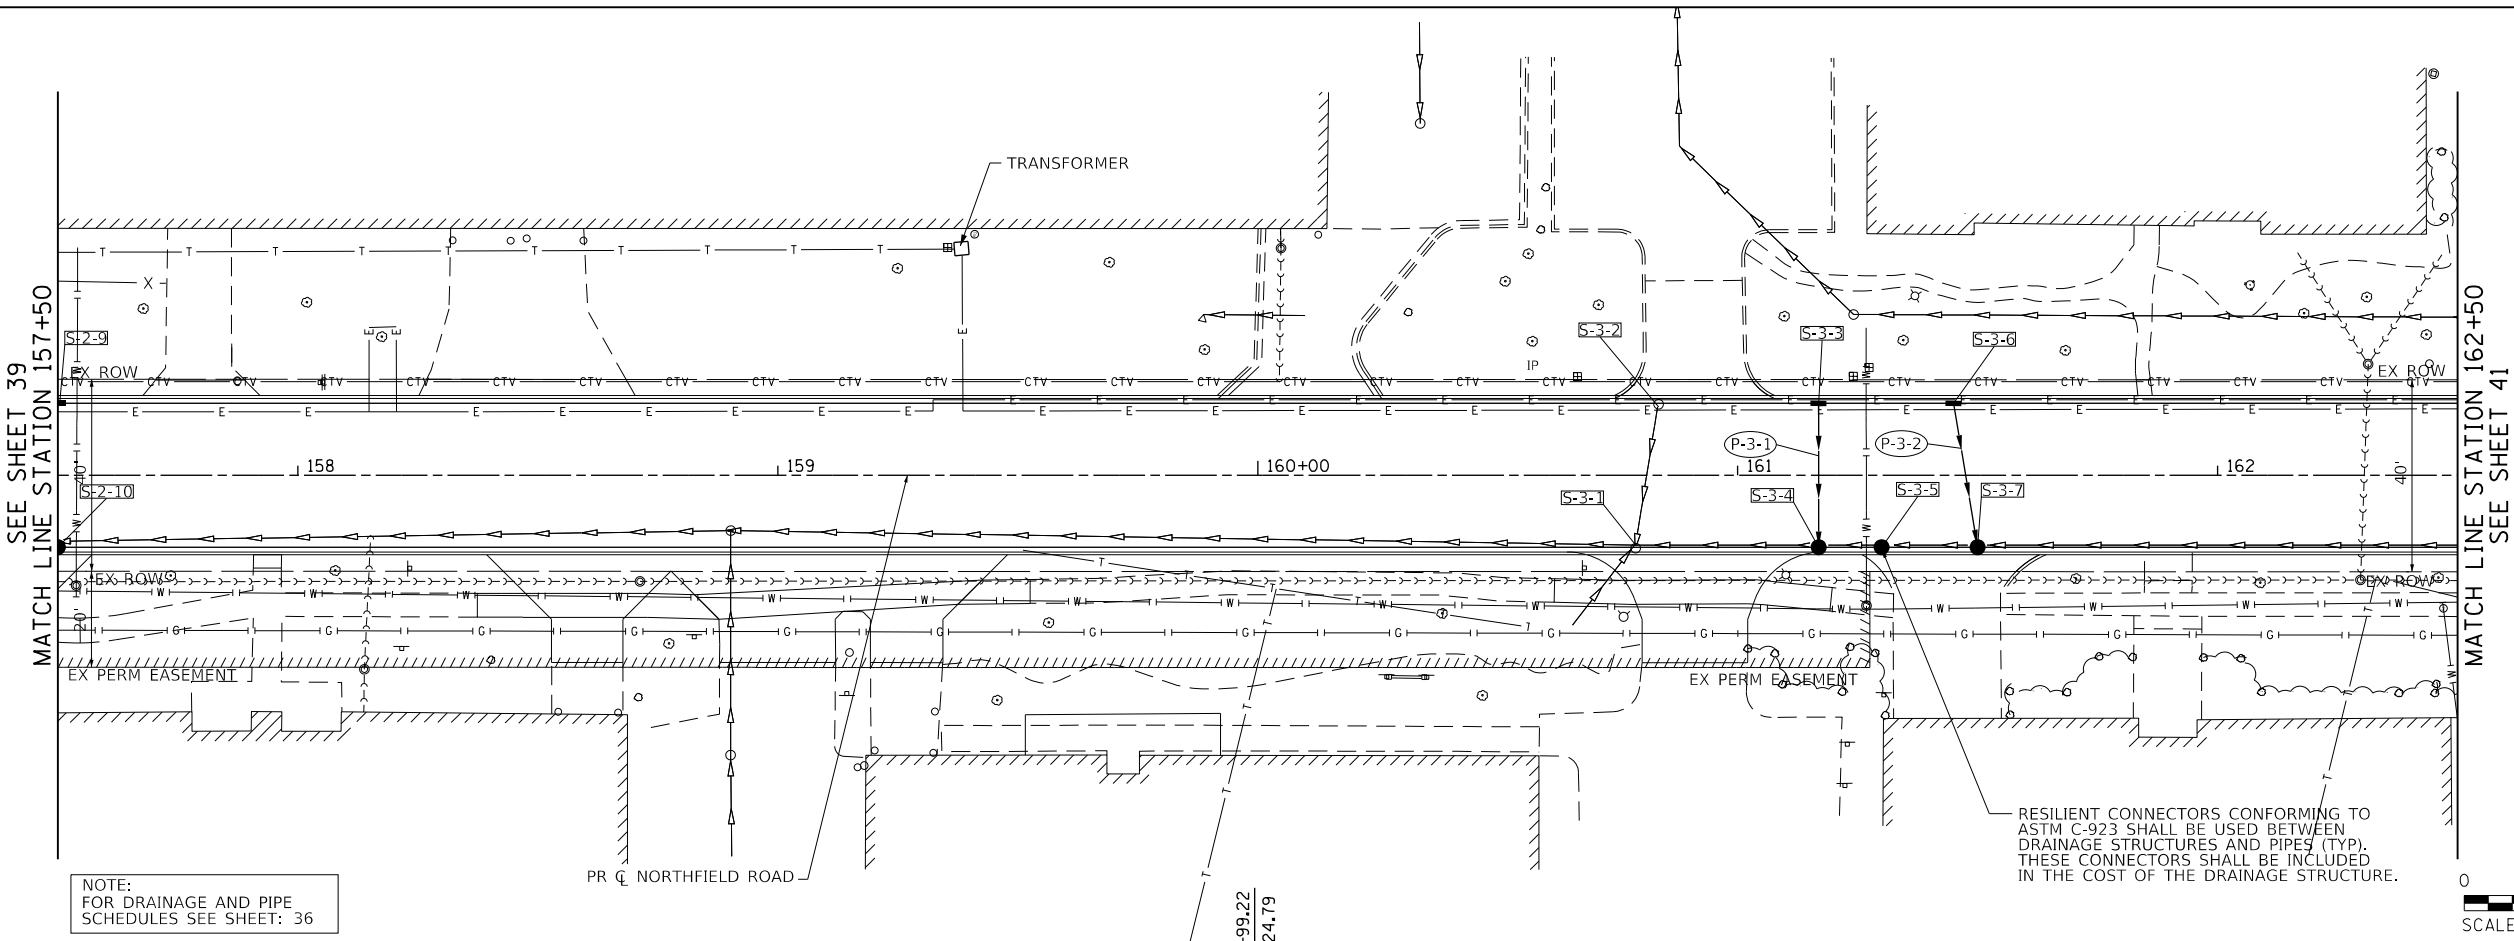 TRANSFORMER
SEE SHEET 39
MATCH LINE STATION 157+50
S-2-9
EX ROW
X
IP
S-3-2
S-3-3
S-3-6
EX ROW
P-3-1
P-3-2
40'
158
159
160+00
161
162
40'
S-2-10
S-3-1
S-3-4
S-3-5
S-3-7
EX ROW
EX ROW
20'
EX PERM EASEMENT
EX PERM EASEMENT
MATCH LINE STATION 162+50
SEE SHEET 41
PR CL NORTHFIELD ROAD
RESILIENT CONNECTORS CONFORMING TO
ASTM C-923 SHALL BE USED BETWEEN
DRAINAGE STRUCTURES AND PIPES (TYP).
THESE CONNECTORS SHALL BE INCLUDED
IN THE COST OF THE DRAINAGE STRUCTURE.
NOTE:
FOR DRAINAGE AND PIPE
SCHEDULES SEE SHEET: 36
-99.22
24.79
0
SCALE